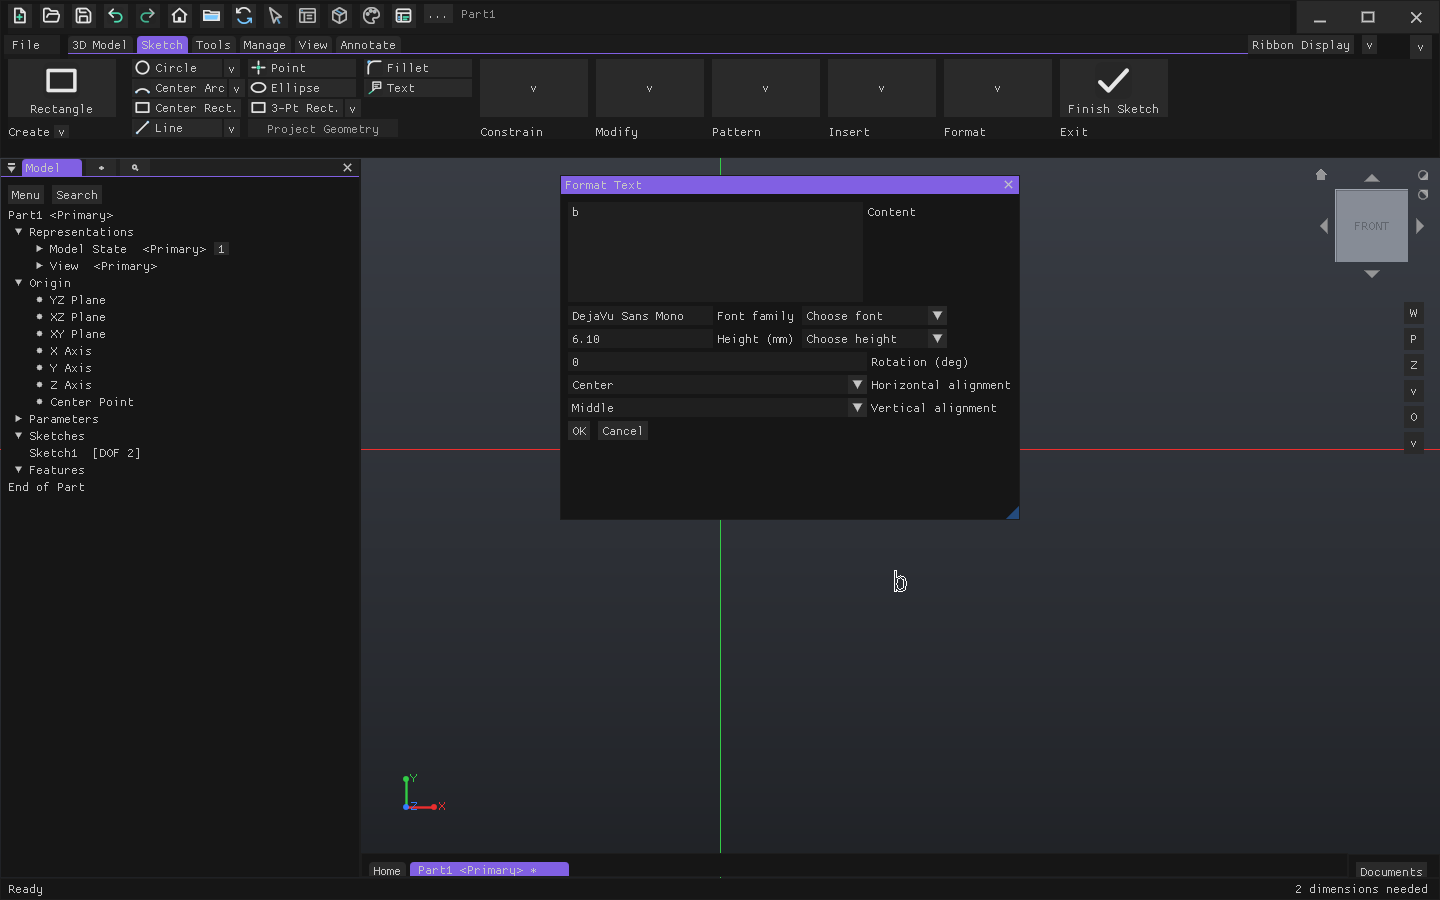 ... Part1
File 3D Model Sketch Tools Manage View Annotate Ribbon Display v v
Rectangle
Create v
Circle v
Center Arc v
Center Rect.
Line v
Point
Ellipse
3-Pt Rect. v
Project Geometry
Fillet
Text
v
Constrain
v
Modify
v
Pattern
v
Insert
v
Format
Finish Sketch
Exit
Model
Menu Search
Part1 <Primary>
Representations
Model State <Primary> 1
View <Primary>
Origin
YZ Plane
XZ Plane
XY Plane
X Axis
Y Axis
Z Axis
Center Point
Parameters
Sketches
Sketch1 [DOF 2]
Features
End of Part
Format Text
b Content
DejaVu Sans Mono Font family Choose font
6.10 Height (mm) Choose height
0 Rotation (deg)
Center Horizontal alignment
Middle Vertical alignment
OK Cancel
FRONT
W
P
Z
v
O
v
b
Y
Z X
Home Part1 <Primary> * Documents
Ready 2 dimensions needed